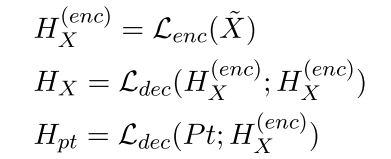 $H_X^{(enc)} = \mathcal{L}_{enc}(\tilde{X})$
$H_X = \mathcal{L}_{dec}(H_X^{(enc)}; H_X^{(enc)})$
$H_{pt} = \mathcal{L}_{dec}(Pt; H_X^{(enc)})$